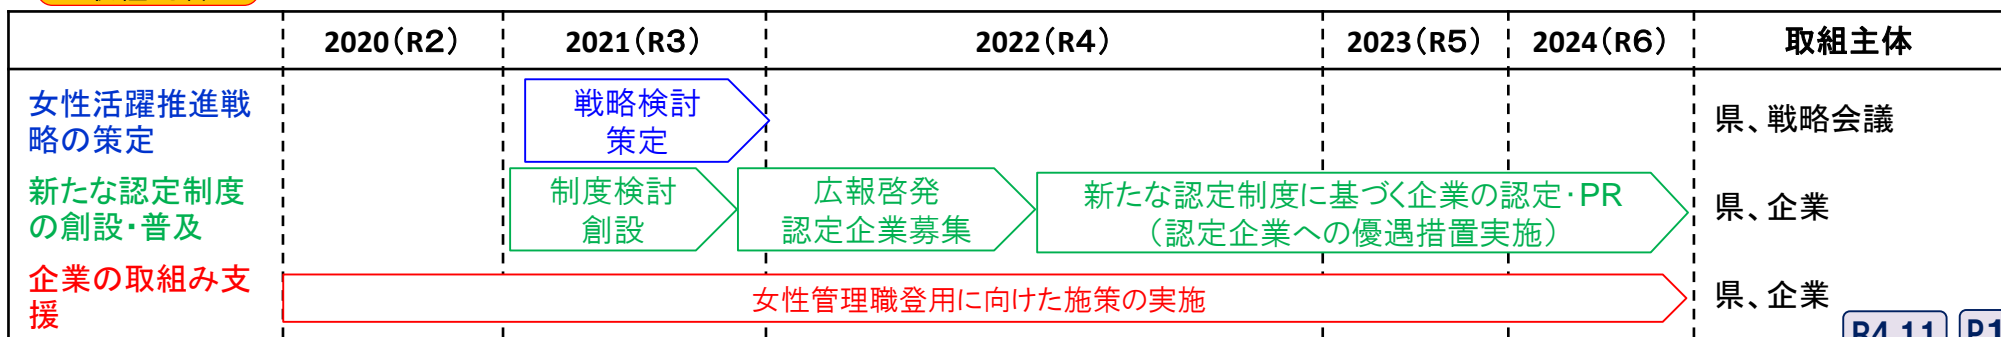 2020(R2) 2021(R3) 2022(R4) 2023(R5) 2024(R6) 取組主体
女性活躍推進戦
略の策定
戦略検討
策定
県、戦略会議
新たな認定制度
の創設・普及
制度検討
創設
広報啓発
認定企業募集
新たな認定制度に基づく企業の認定・PR
(認定企業への優遇措置実施)
県、企業
企業の取組み支
援
女性管理職登用に向けた施策の実施
県、企業
R4.11